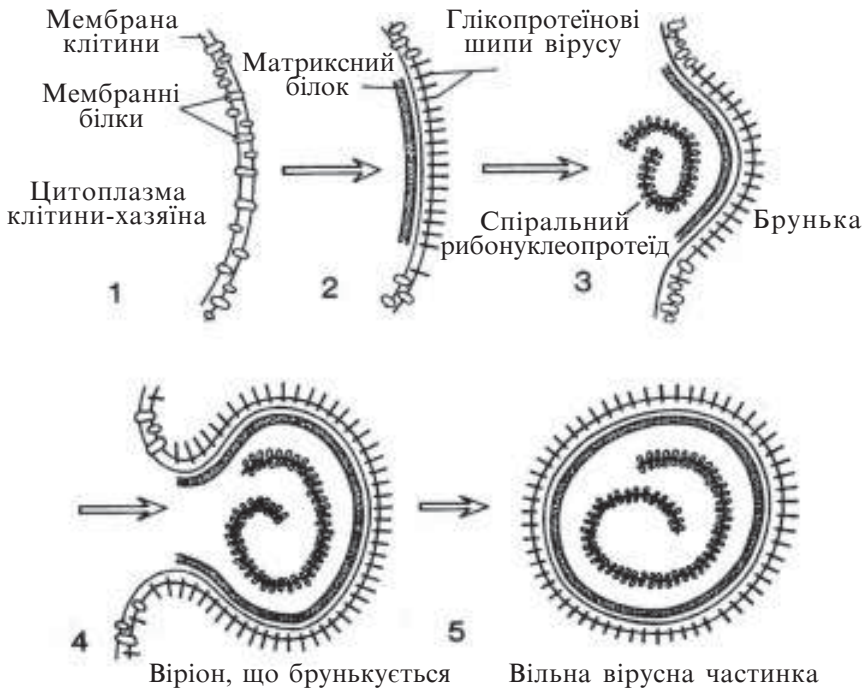 Мембрана
клітини
Мембранні
білки
Цитоплазма
клітини-хазяїна
1
Матриксний
білок
2
Глікопротеїнові
шипи вірусу
Спіральний
рибонуклеопротеїд
Брунька
3
4
Віріон, що брунькується
5
Вільна вірусна частинка